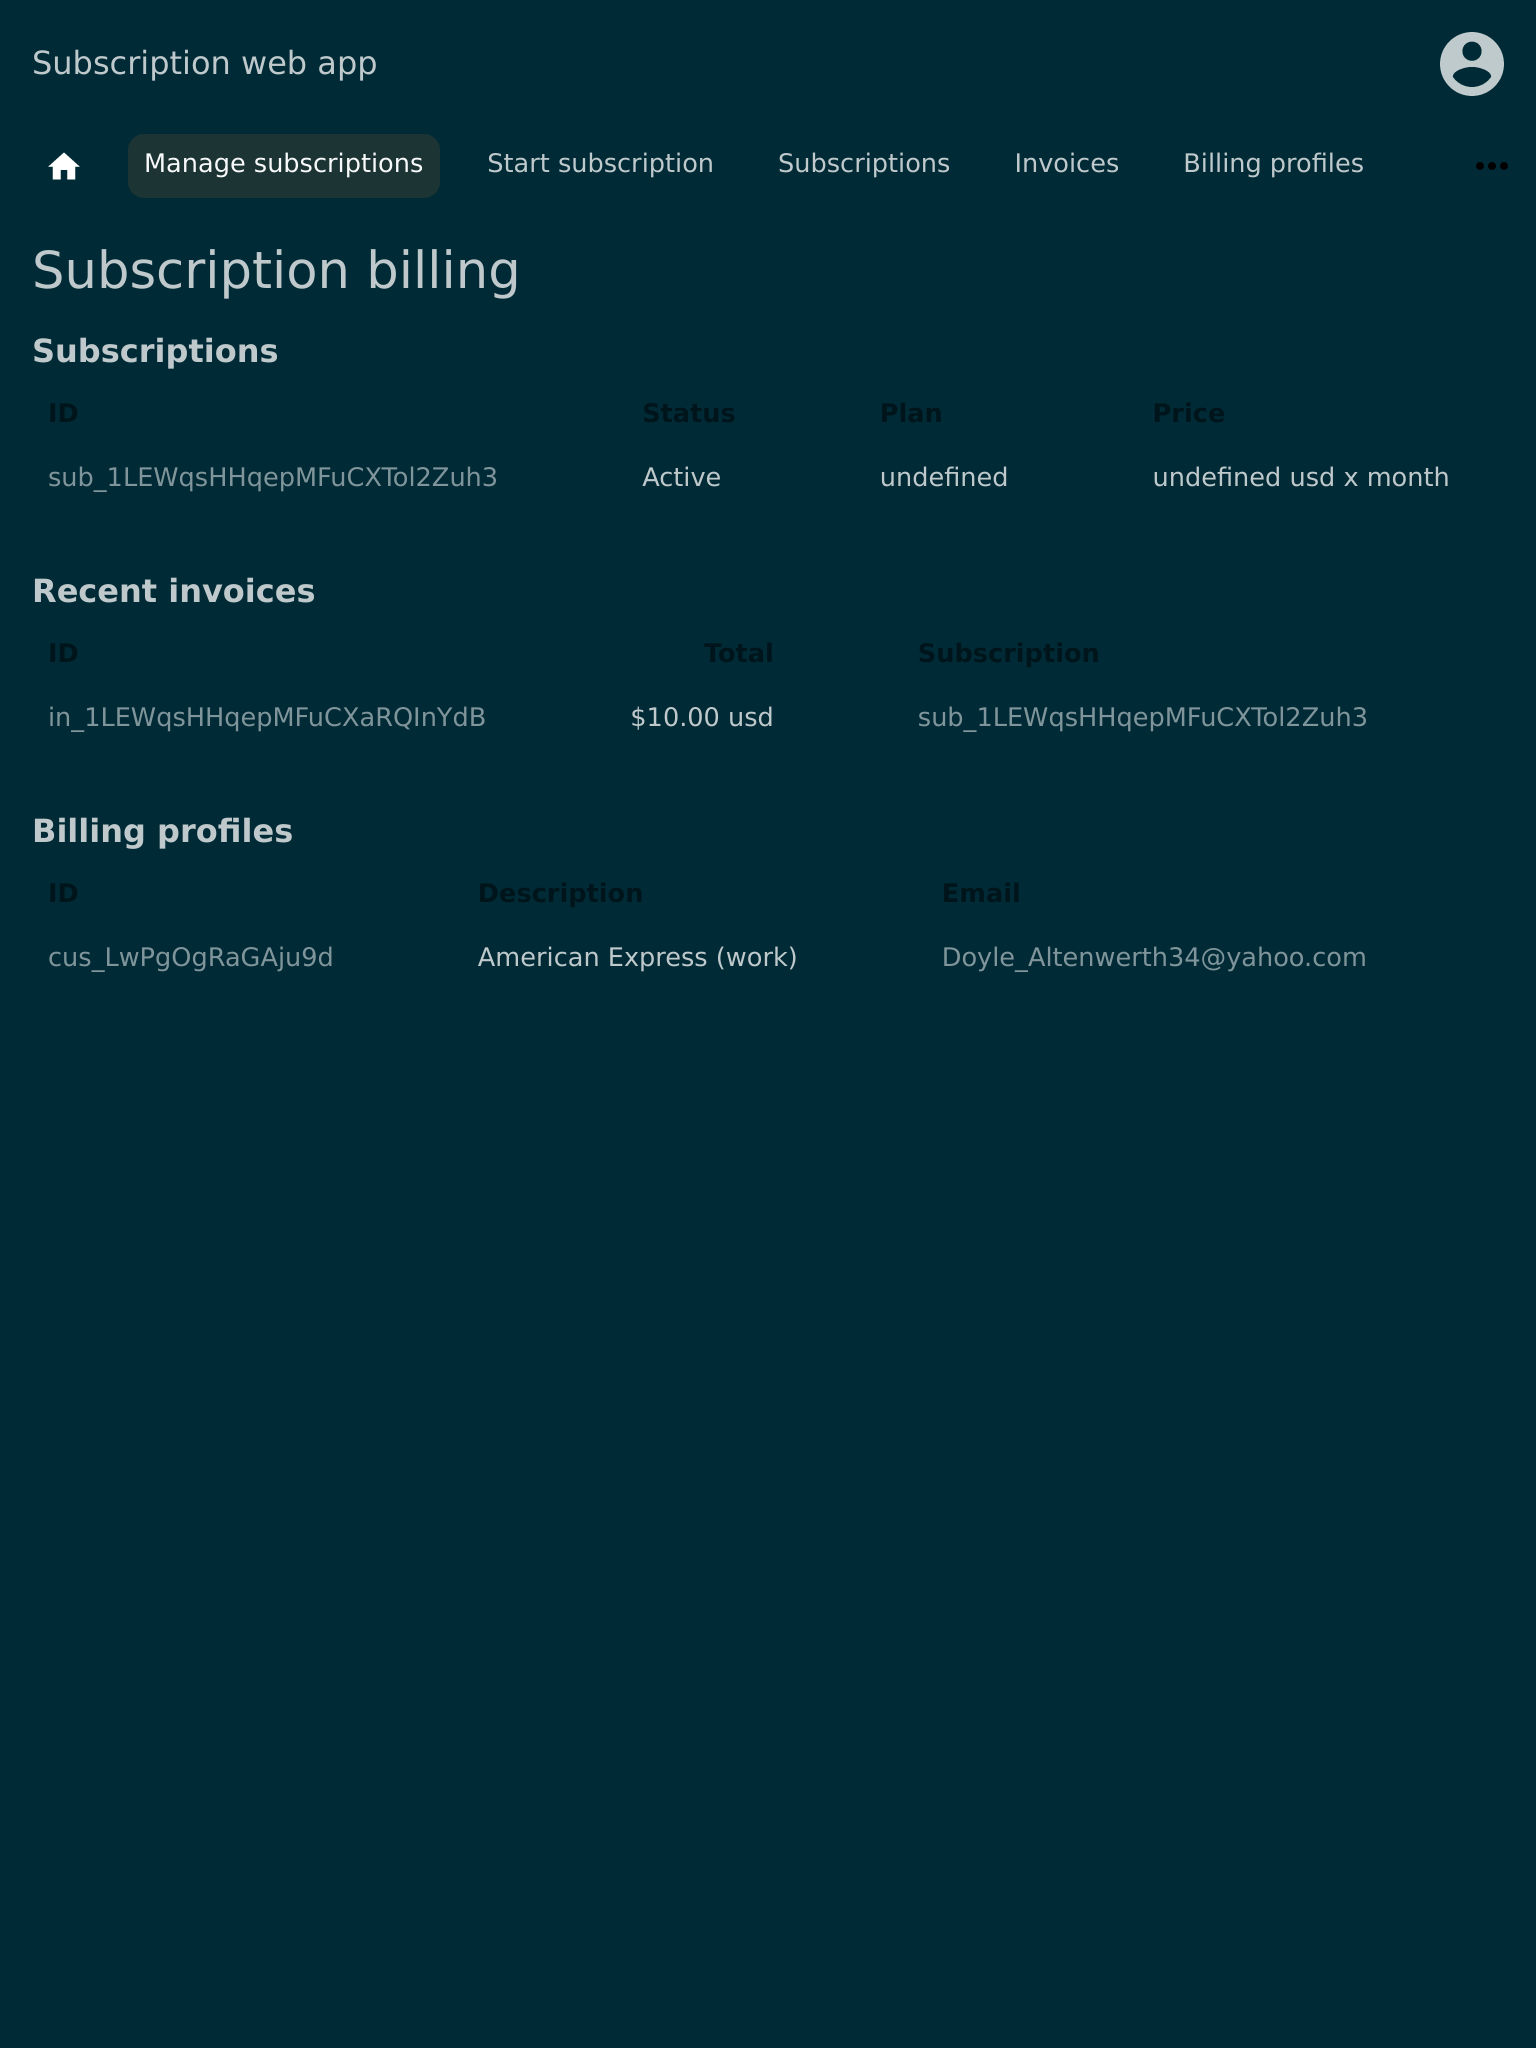 Subscription web app
Manage subscriptions Start subscription Subscriptions Invoices Billing profiles
Subscription billing
Subscriptions
ID Status Plan Price
sub_1LEWqsHHqepMFuCXTol2Zuh3 Active undefined undefined usd x month
Recent invoices
ID Total Subscription
in_1LEWqsHHqepMFuCXaRQInYdB $10.00 usd sub_1LEWqsHHqepMFuCXTol2Zuh3
Billing profiles
ID Description Email
cus_LwPgOgRaGAju9d American Express (work) Doyle_Altenwerth34@yahoo.com